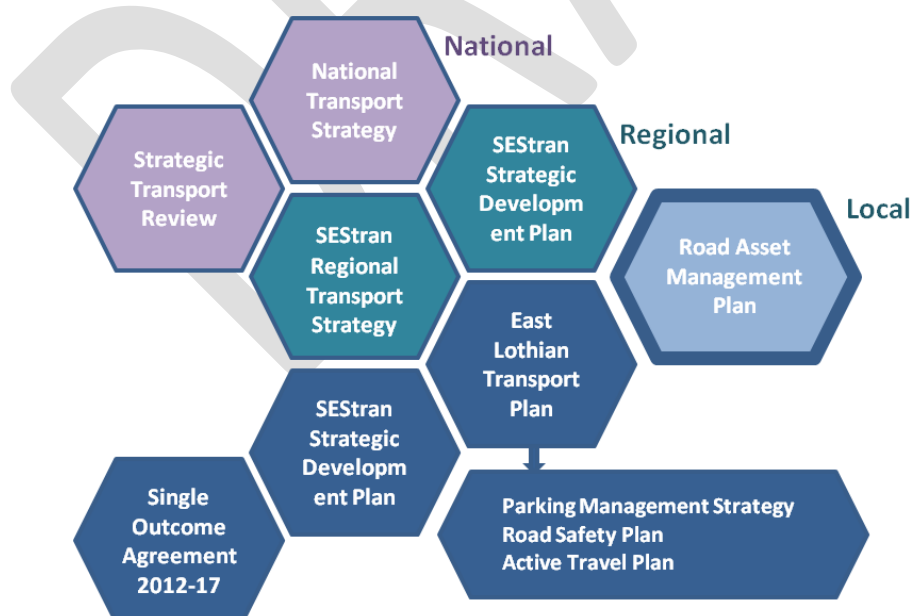 National
National
Transport
Strategy
Regional
Strategic
Transport
Review
SEStran
Strategic
Developm
ent Plan
Local
SEStran
Regional
Transport
Strategy
Road Asset
Management
Plan
East
Lothian
Transport
Plan
SEStran
Strategic
Developm
ent Plan
Single
Outcome
Agreement
2012-17
Parking Management Strategy
Road Safety Plan
Active Travel Plan